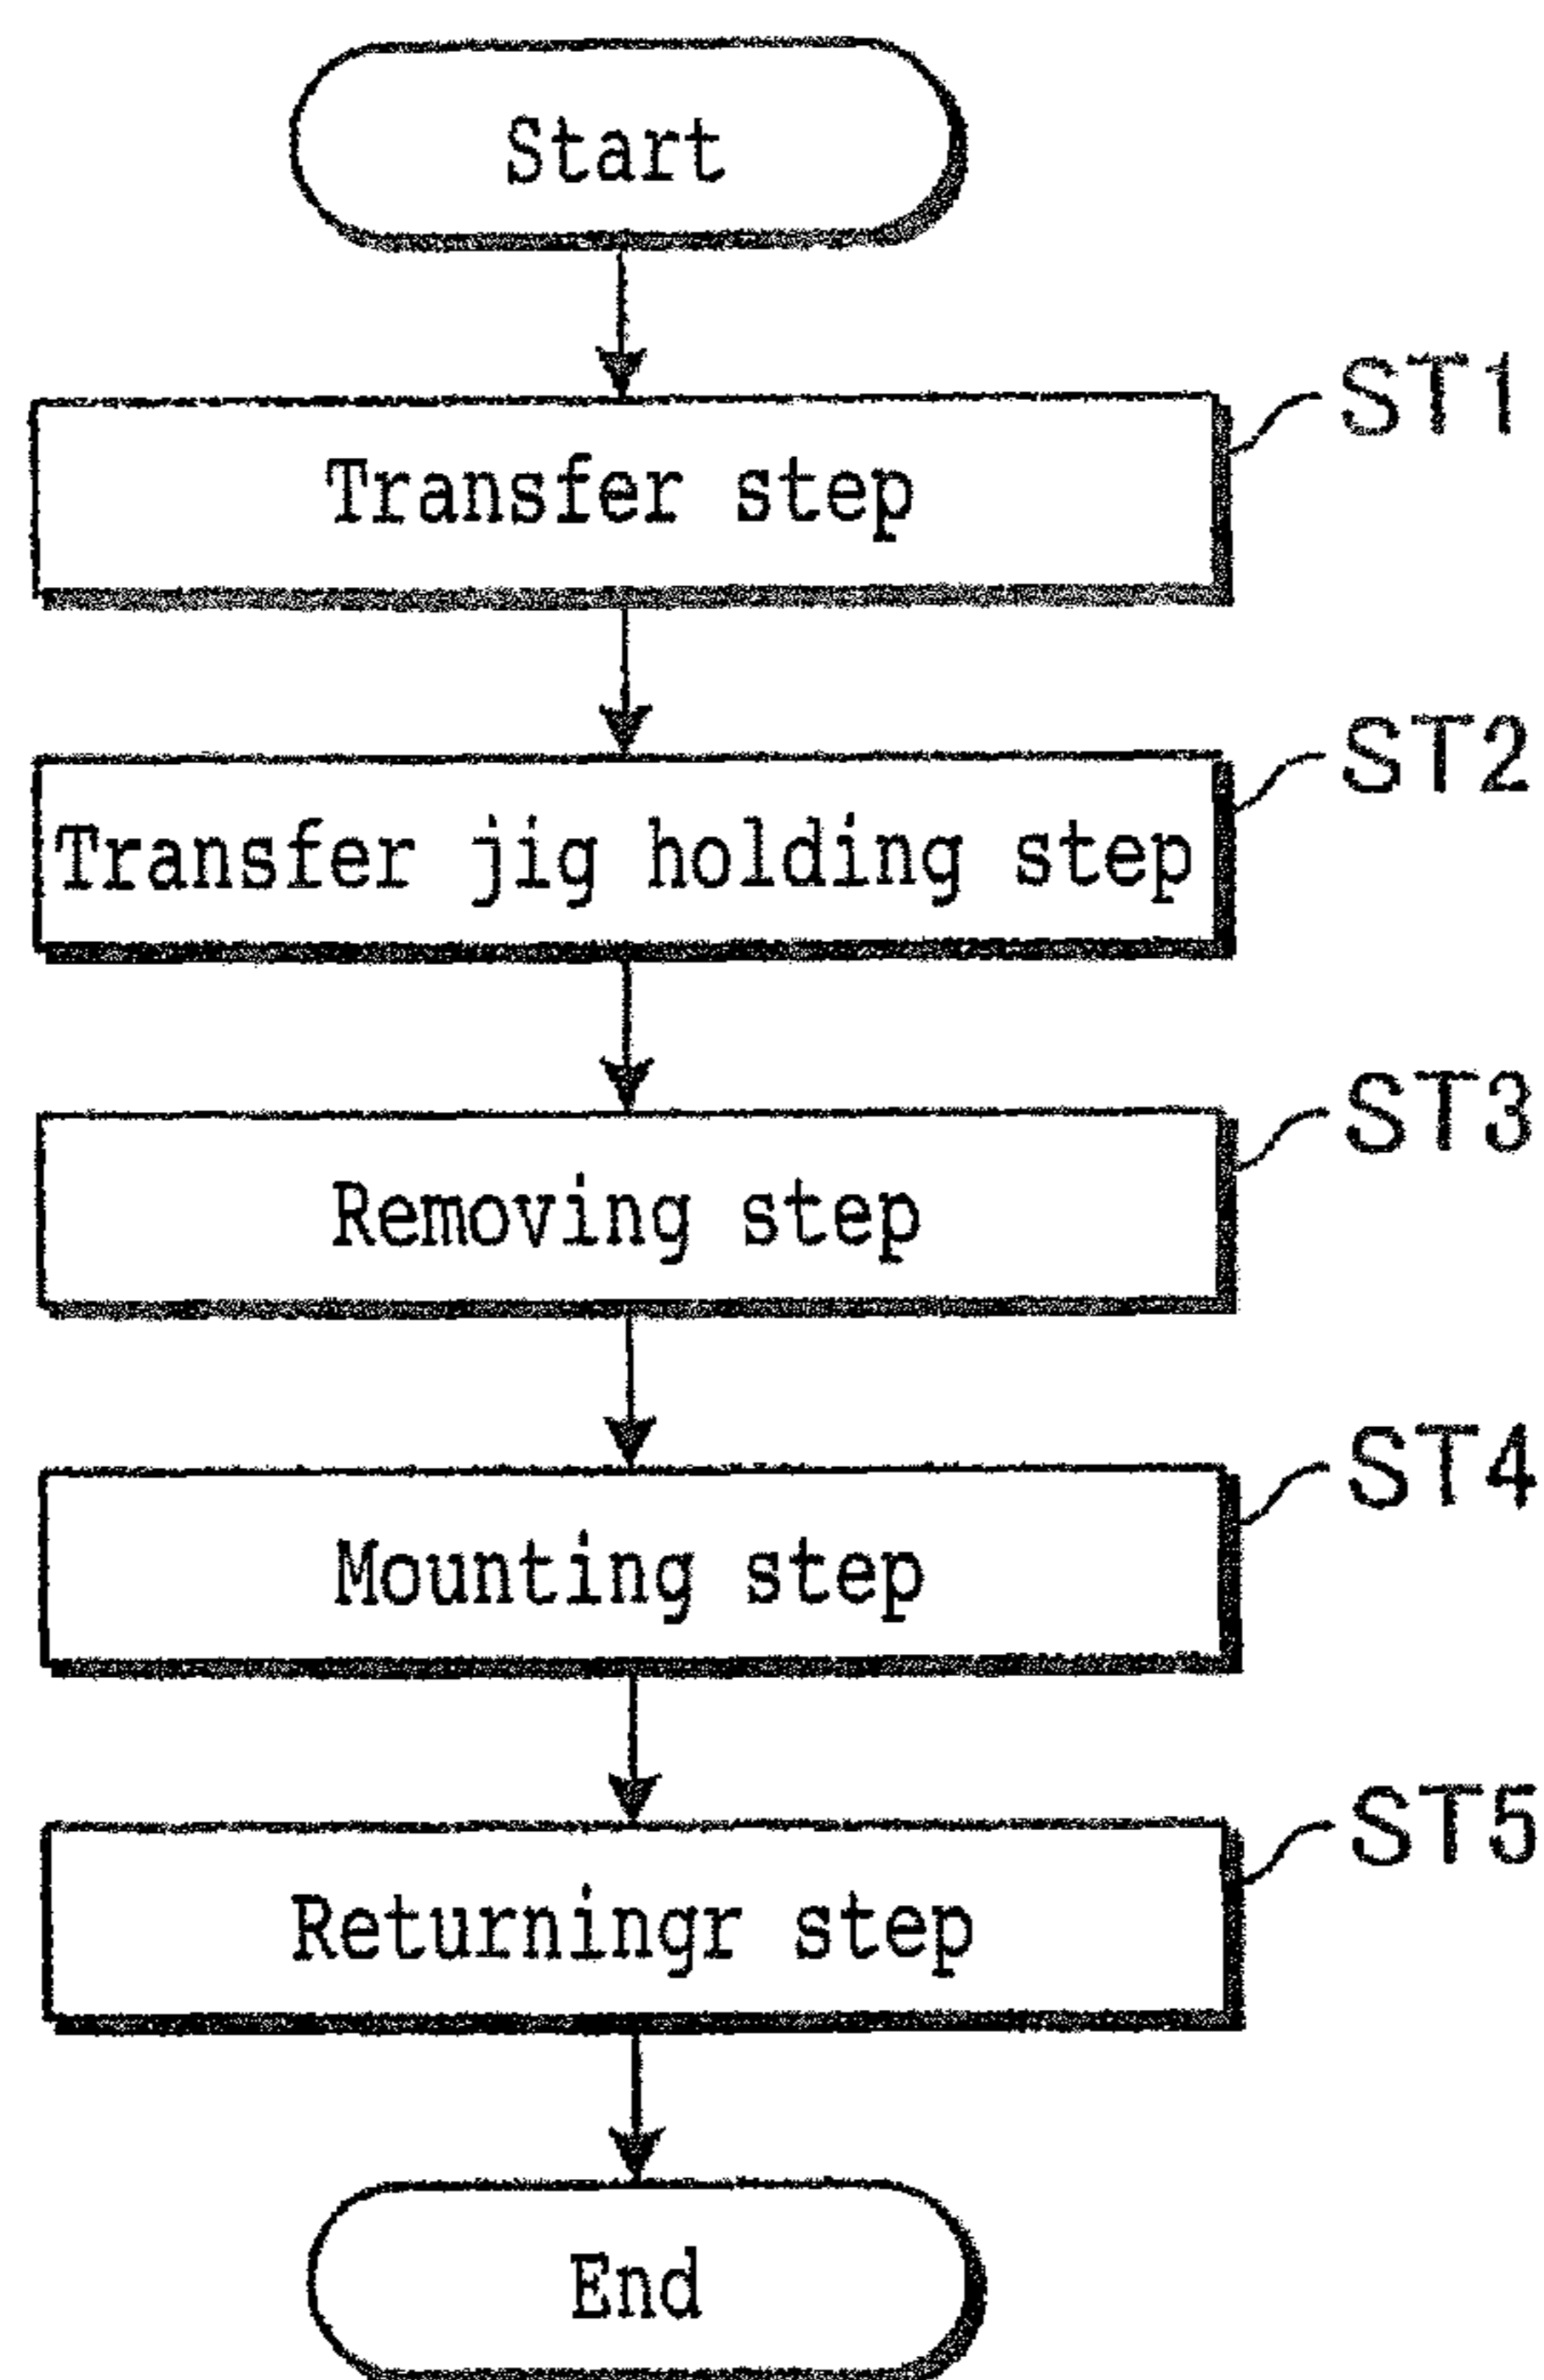 Start
ST1
Transfer step
ST2
Transfer jig holding step
ST3
Removing step
ST4
Mounting step
ST5
Returningr step
End